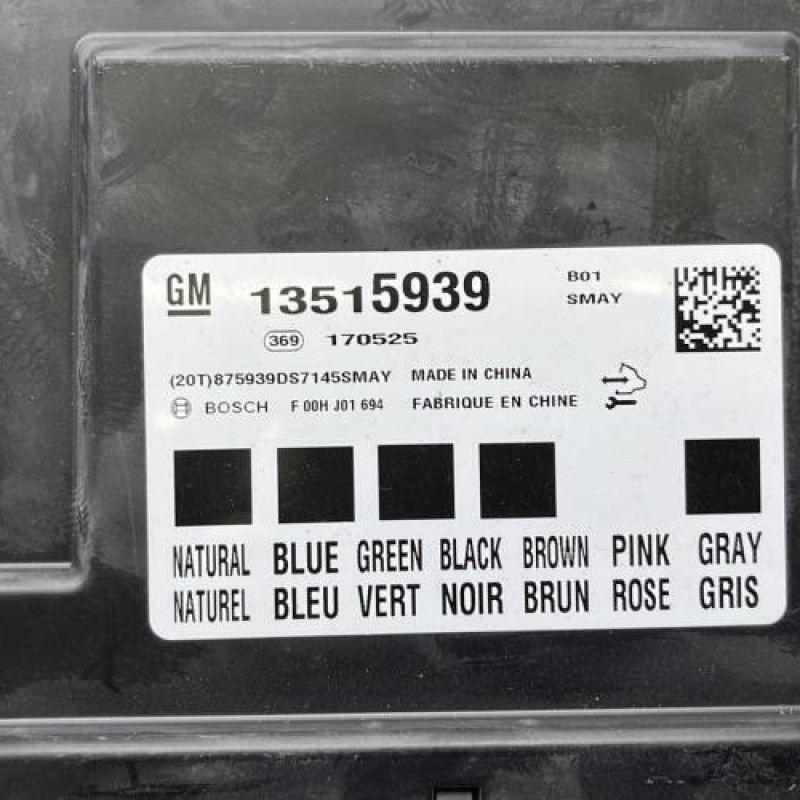 GM 13515939 B01
SMAY
369 170525
(20T)875939DS7145SMAY MADE IN CHINA
BOSCH F 00H J01 694 FABRIQUE EN CHINE
NATURAL BLUE GREEN BLACK BROWN PINK GRAY
NATUREL BLEU VERT NOIR BRUN ROSE GRIS